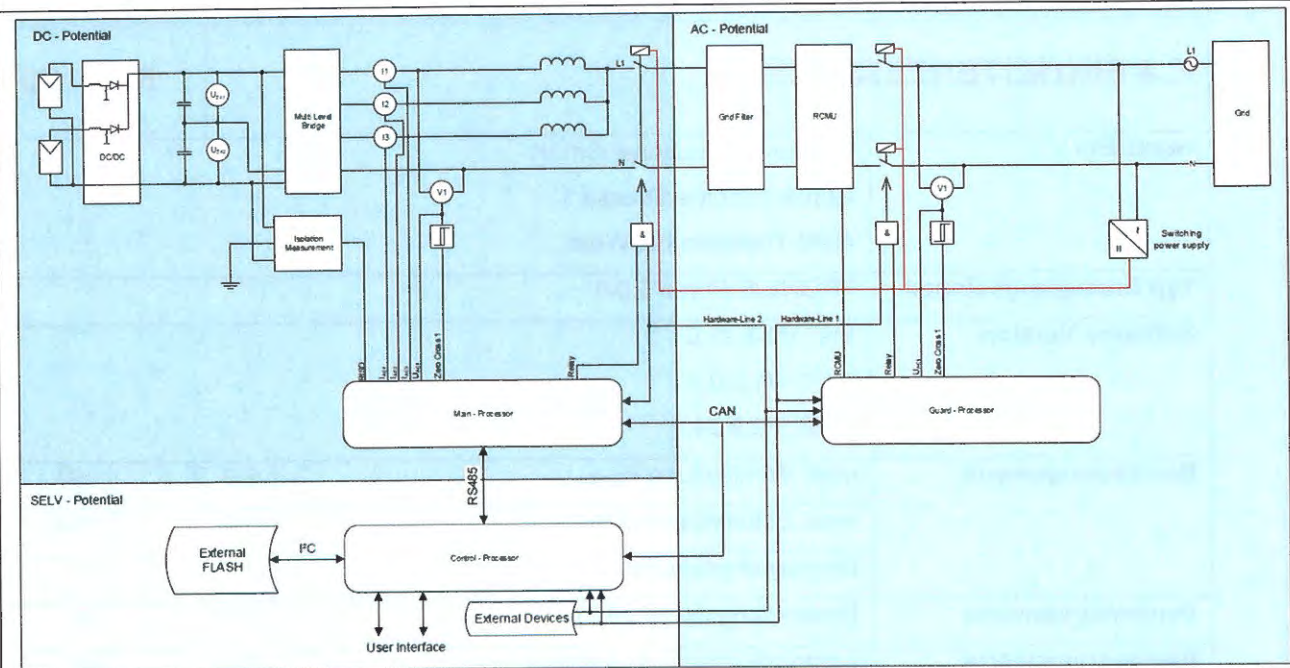 DC - Potential
AC - Potential
L1
L1
I1
I2
I3
Multi Level
Bridge
DC/DC
Grid Filter
RCMU
Grid
N
N
V1
V1
Isolation
Measurement
&
&
Switching
power supply
Hardware-Line 2
Hardware-Line 1
Zero Cross 1
Relay
RCMU
Relay
Zero Cross 1
Main - Processor
CAN
Guard - Processor
RS485
SELV - Potential
External
FLASH
I²C
Control - Processor
External Devices
User Interface